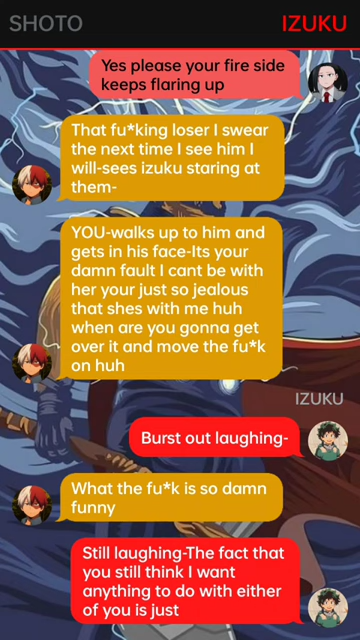 SHOTO IZUKU
Yes please your fire side
keeps flaring up
That fu*king loser I swear
the next time I see him I
will-sees izuku staring at
them-
YOU-walks up to him and
gets in his face-Its your
damn fault I cant be with
her your just so jealous
that shes with me huh
when are you gonna get
over it and move the fu*k
on huh
IZUKU
Burst out laughing-
What the fu*k is so damn
funny
Still laughing-The fact that
you still think I want
anything to do with either
of you is just